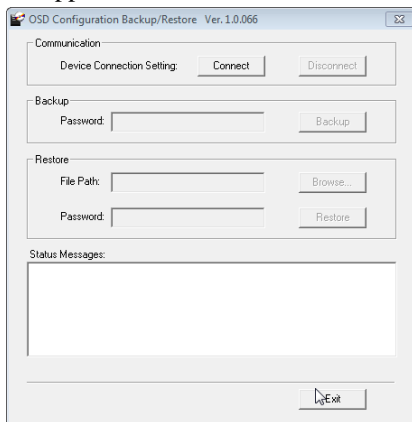 OSD Configuration Backup/Restore Ver. 1.0.066
Communication
Device Connection Setting: Connect Disconnect
Backup
Password: Backup
Restore
File Path: Browse...
Password: Restore
Status Messages:
Exit